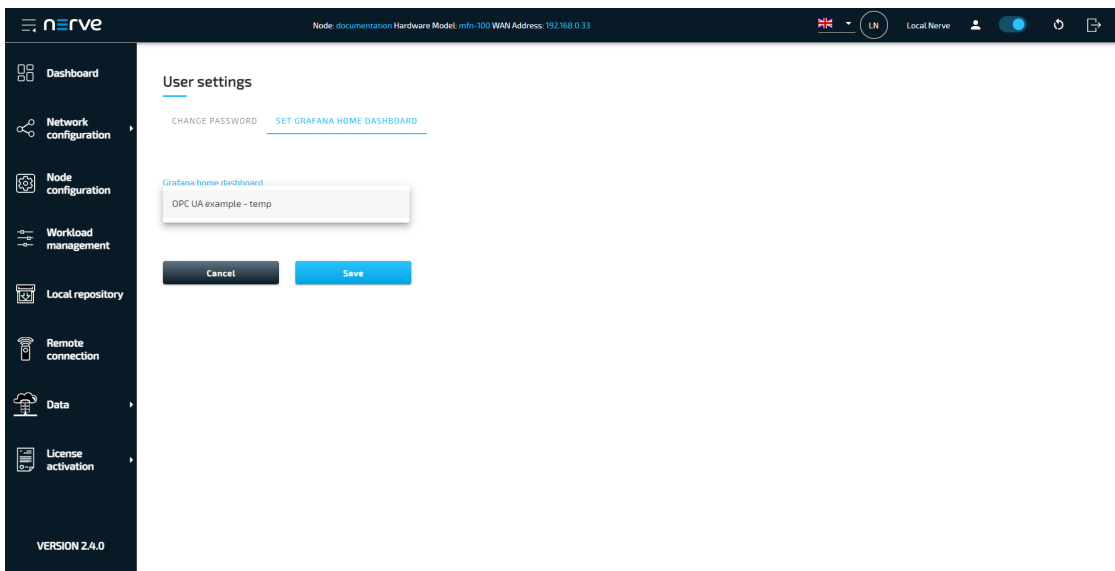 nerve
Node: documentation Hardware Model: mfn-100 WAN Address: 192.168.0.33
LN
Local Nerve
Dashboard
Network
configuration
Node
configuration
Workload
management
Local repository
Remote
connection
Data
License
activation
VERSION 2.4.0
User settings
CHANGE PASSWORD SET GRAFANA HOME DASHBOARD
Grafana home dashboard
OPC UA example - temp
Cancel Save